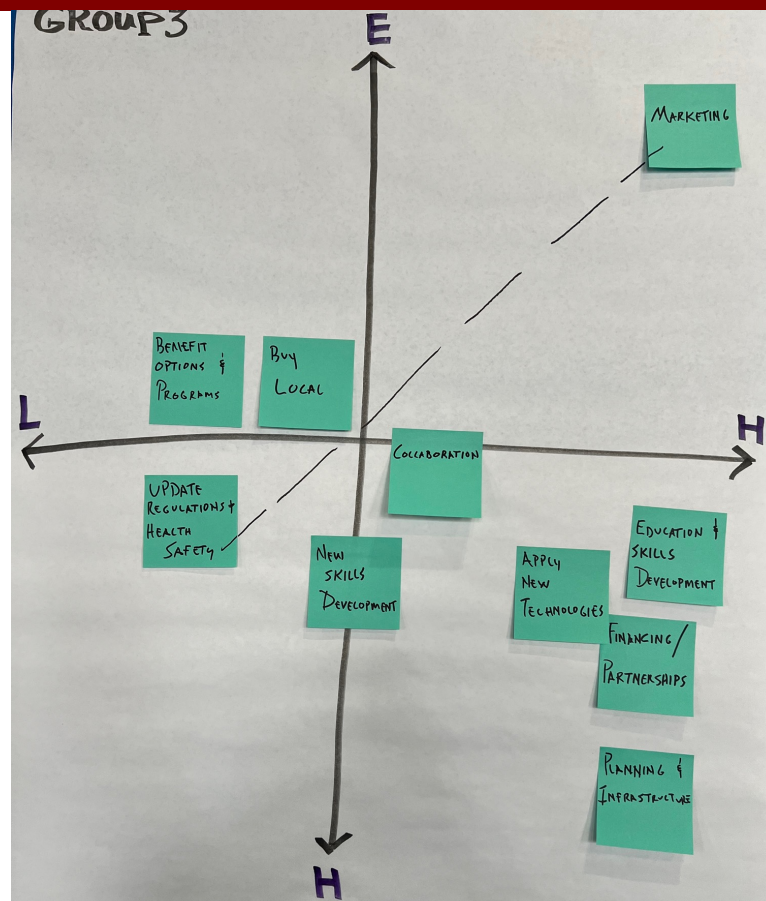 GROUP3
E
MARKETING
BENEFIT
OPTIONS &
PROGRAMS
BUY
LOCAL
L
H
COLLABORATION
UPDATE
REGULATIONS +
HEALTH
SAFETY
NEW
SKILLS
DEVELOPMENT
APPLY
NEW
TECHNOLOGIES
EDUCATION &
SKILLS
DEVELOPMENT
FINANCING/
PARTNERSHIPS
PLANNING &
INFRASTRUCTURE
H